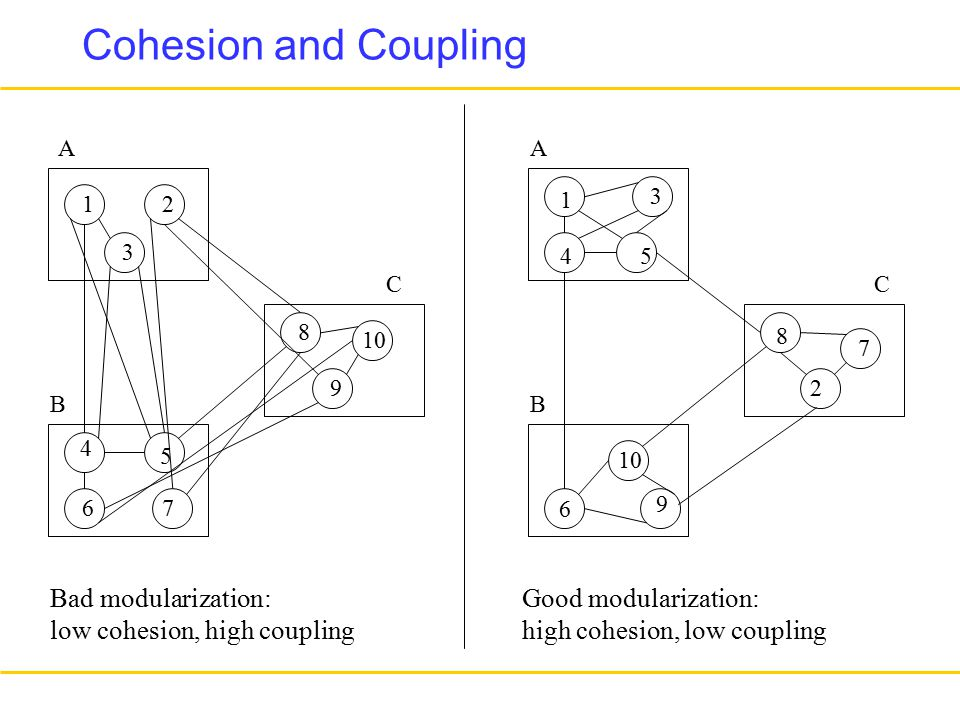 Cohesion and Coupling
A
1 2
3
C
8
10
9
B
4
5
6 7
Bad modularization:
low cohesion, high coupling
A
1 3
4 5
C
8
7
2
B
10
6 9
Good modularization:
high cohesion, low coupling